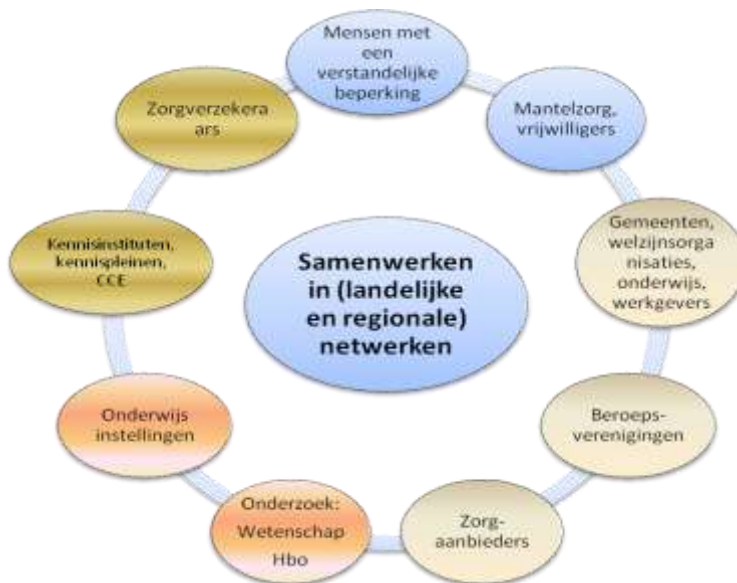 Mensen met
een
verstandelijke
beperking
Mantelzorg,
vrijwilligers
Gemeenten,
welzijnsorga
nisaties,
onderwijs,
werkgevers
Beroeps-
verenigingen
Zorg-
aanbieders
Onderzoek:
Wetenschap
Hbo
Onderwijs
instellingen
Kennisinstituten,
kennispleinen,
CCE
Zorgverzekera
ars
Samenwerken
in (landelijke
en regionale)
netwerken